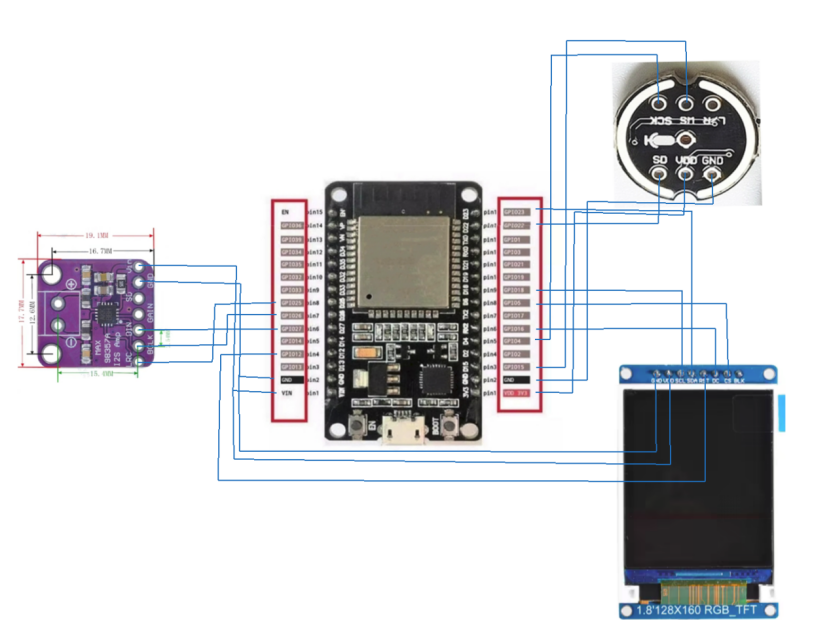 SCK WS L/R
SD VDD GND
EN pin15
GPIO36 pin14
pin13
GPIO34 pin12
GPIO35 pin11
GPIO32 pin10
GPIO33 pin9
GPIO25 pin8
GPIO26 pin7
GPIO27 pin6
GPIO14 pin5
GPIO12 pin4
GPIO13 pin3
GND pin2
VIN pin1
pin1 GPIO23
pin1 GPIO22
pin1 GPIO1
pin1 GPIO3
pin1 GPIO21
pin1 GPIO19
pin9 GPIO18
pin8 GPIO5
pin7 GPIO17
pin6 GPIO16
pin5 GPIO4
pin4 GPIO2
pin3 GPIO15
pin2 GND
pin1 VDD 3V3
EN
BOOT
19.1MM
16.7MM
17.7MM
12.6MM
15.0MM
GND
SD
GAIN
DIN
BCLK
LRC
MAX
98357A
I2S Amp
GND VCC SCL SDA RST DC CS BLK
1.8'128X160 RGB_TFT